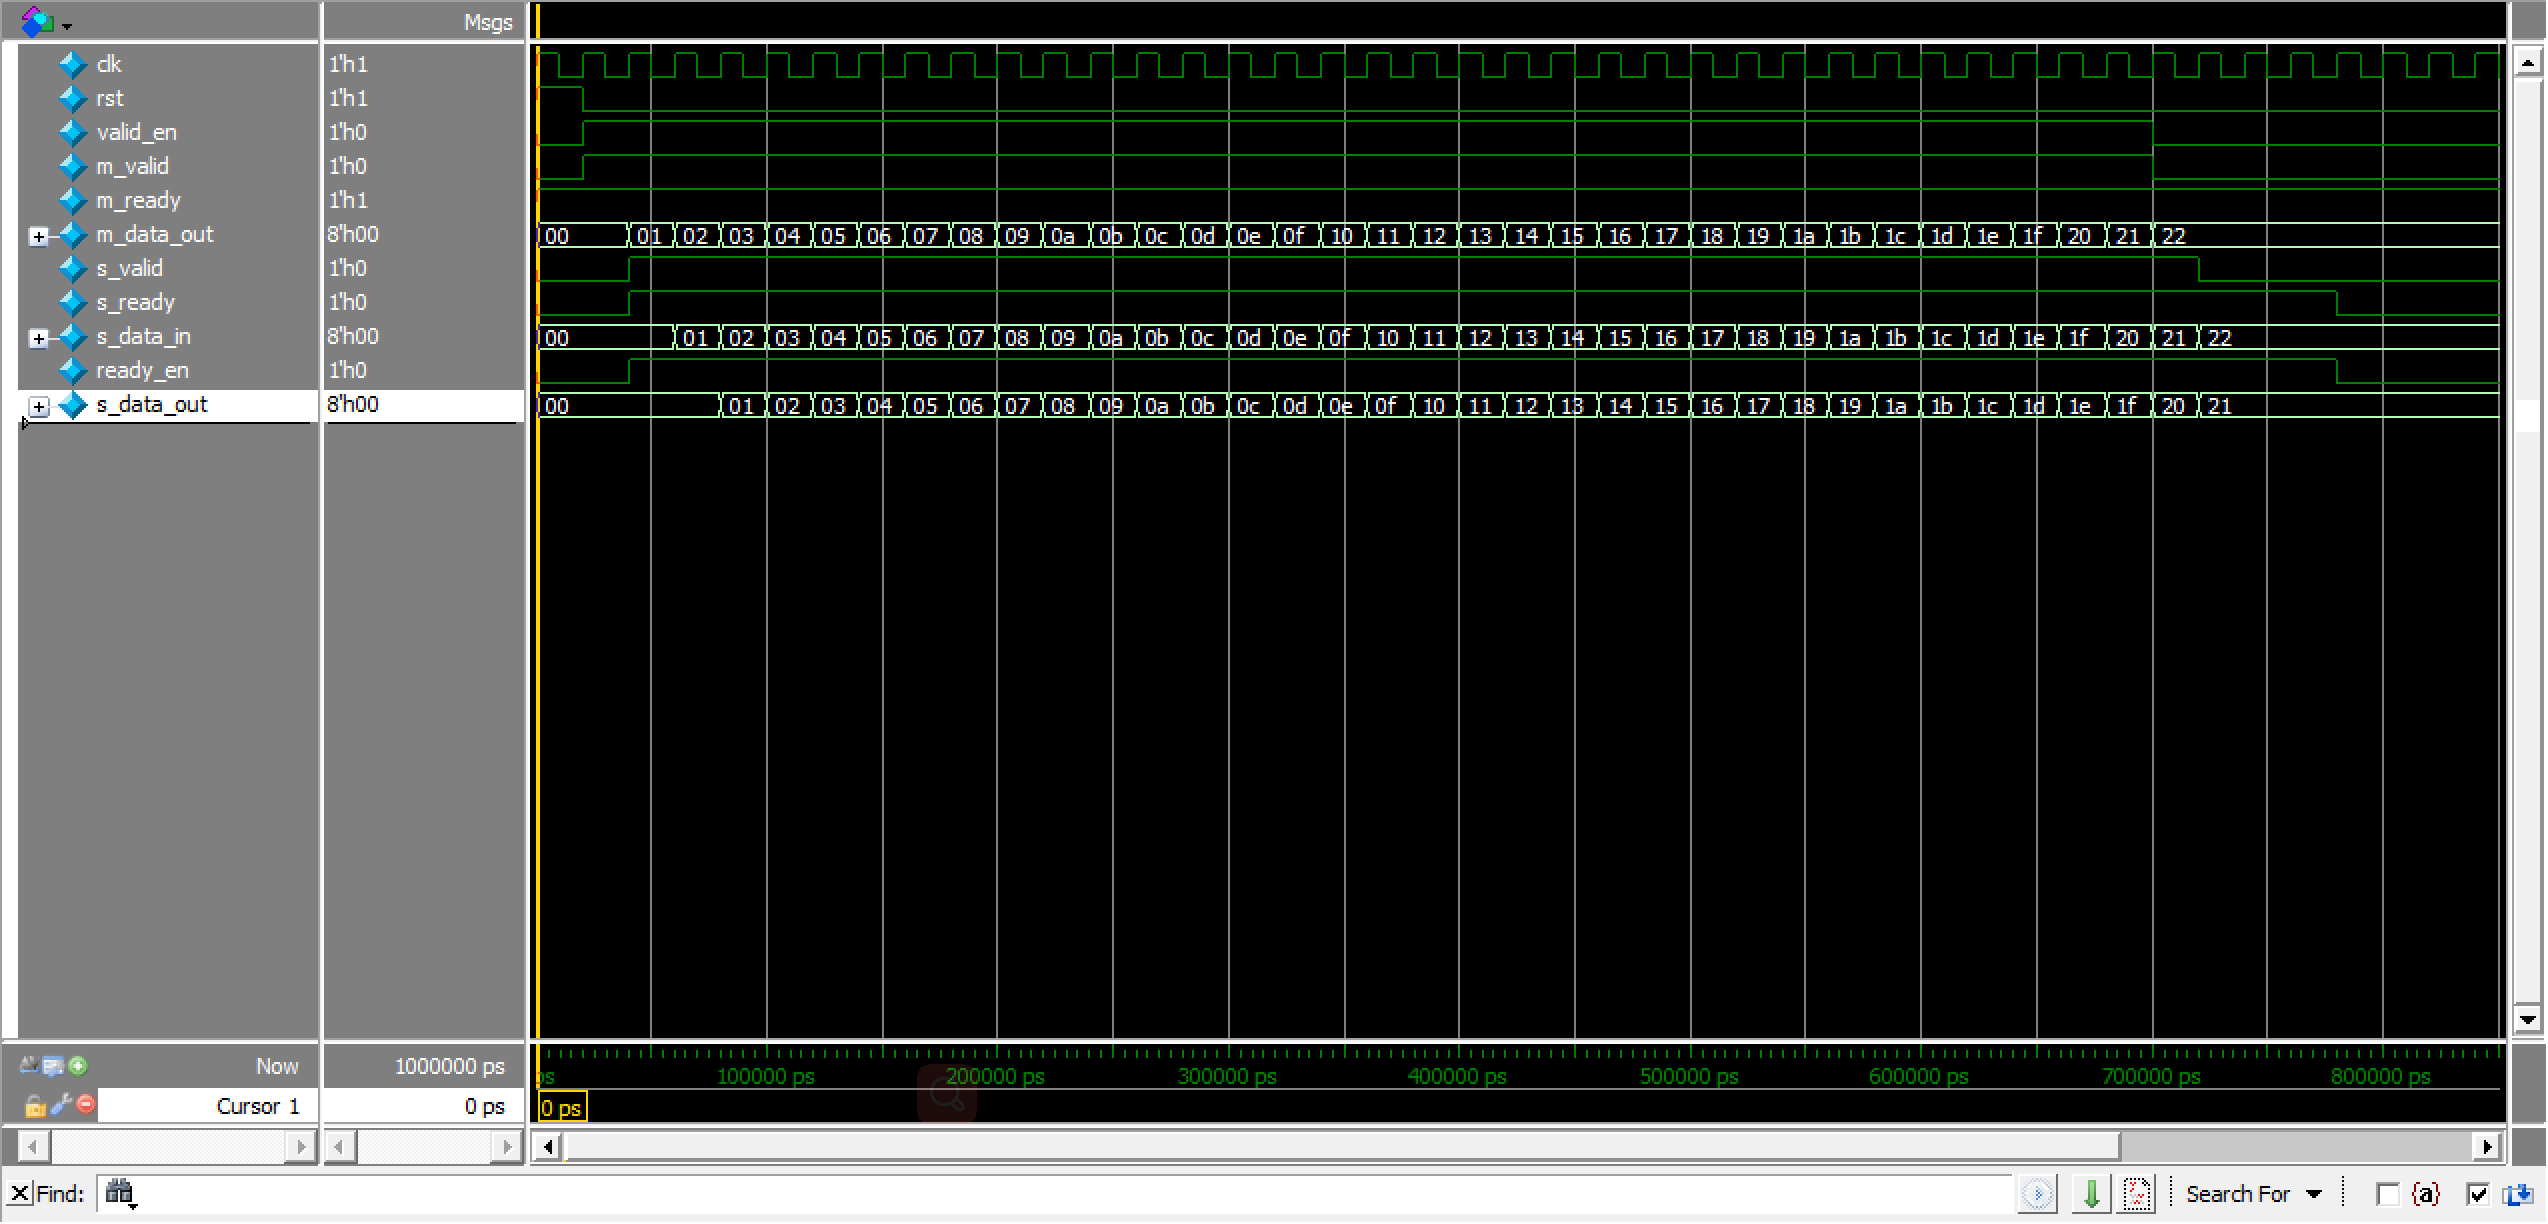 Msgs
clk 1'h1
rst 1'h1
valid_en 1'h0
m_valid 1'h0
m_ready 1'h1
m_data_out 8'h00 00 01 02 03 04 05 06 07 08 09 0a 0b 0c 0d 0e 0f 10 11 12 13 14 15 16 17 18 19 1a 1b 1c 1d 1e 1f 20 21 22
s_valid 1'h0
s_ready 1'h0
s_data_in 8'h00 00 01 02 03 04 05 06 07 08 09 0a 0b 0c 0d 0e 0f 10 11 12 13 14 15 16 17 18 19 1a 1b 1c 1d 1e 1f 20 21 22
ready_en 1'h0
s_data_out 8'h00 00 01 02 03 04 05 06 07 08 09 0a 0b 0c 0d 0e 0f 10 11 12 13 14 15 16 17 18 19 1a 1b 1c 1d 1e 1f 20 21
Now 1000000 ps ps 100000 ps 200000 ps 300000 ps 400000 ps 500000 ps 600000 ps 700000 ps 800000 ps
Cursor 1 0 ps 0 ps
Find: Search For {a}